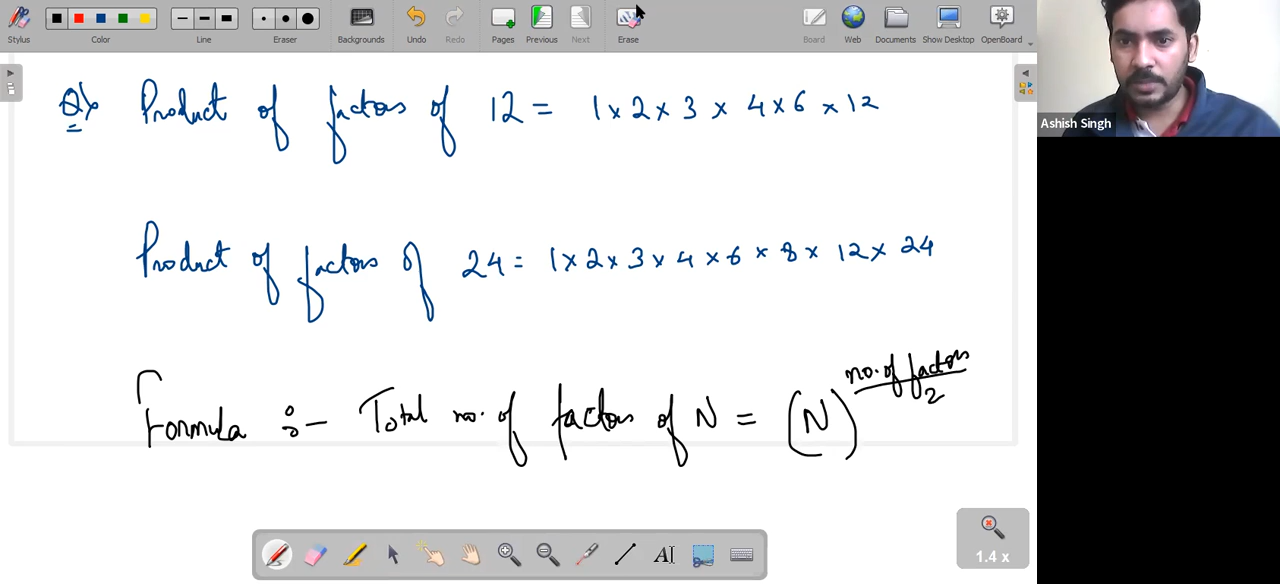 Stylus
Color
Line
Eraser
Backgrounds
Undo
Redo
Pages
Previous
Next
Erase
Board
Web
Documents
Show Desktop
OpenBoard
Ashish Singh
Q) Product of factors of 12 = 1 × 2 × 3 × 4 × 6 × 12
Product of factors of 24 = 1 × 2 × 3 × 4 × 6 × 8 × 12 × 24
Formula :- Total no. of factors of N = (N)^(no. of factors / 2)
AI
1.4 x